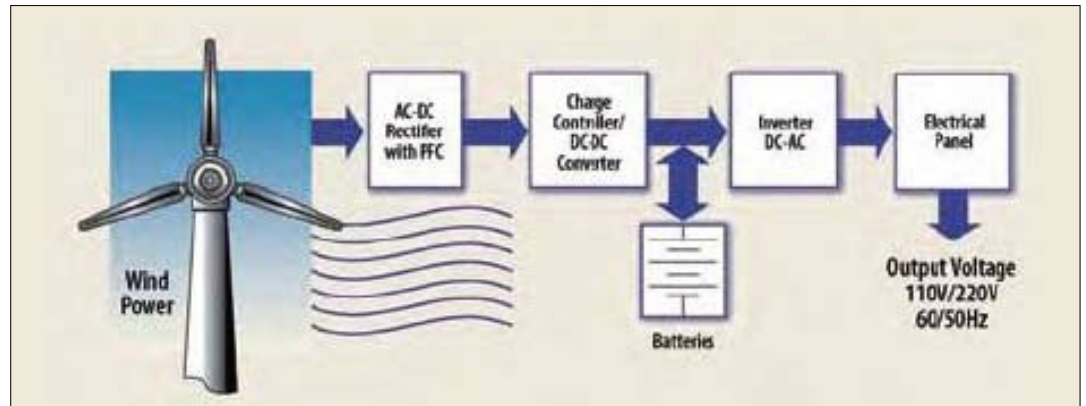 Wind
Power
AC-DC
Rectifier
with PFC
Charge
Controller/
DC-DC
Converter
Batteries
Inverter
DC-AC
Electrical
Panel
Output Voltage
110V/220V
60/50Hz